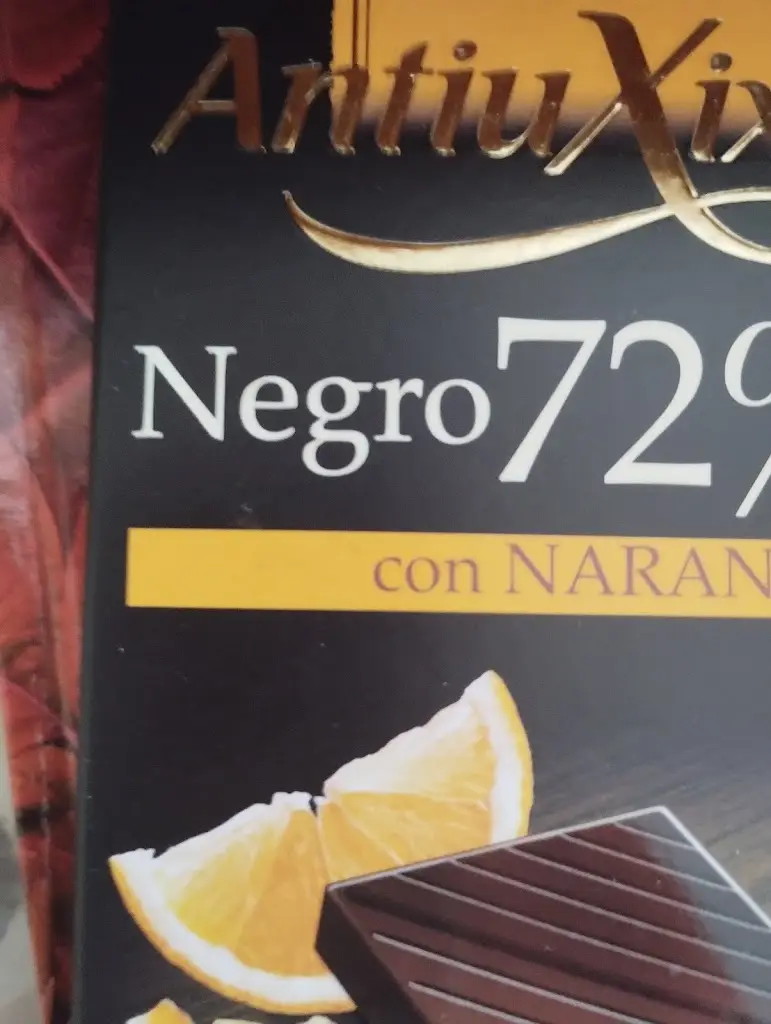 AntiuXix
Negro 72%
con NARAN